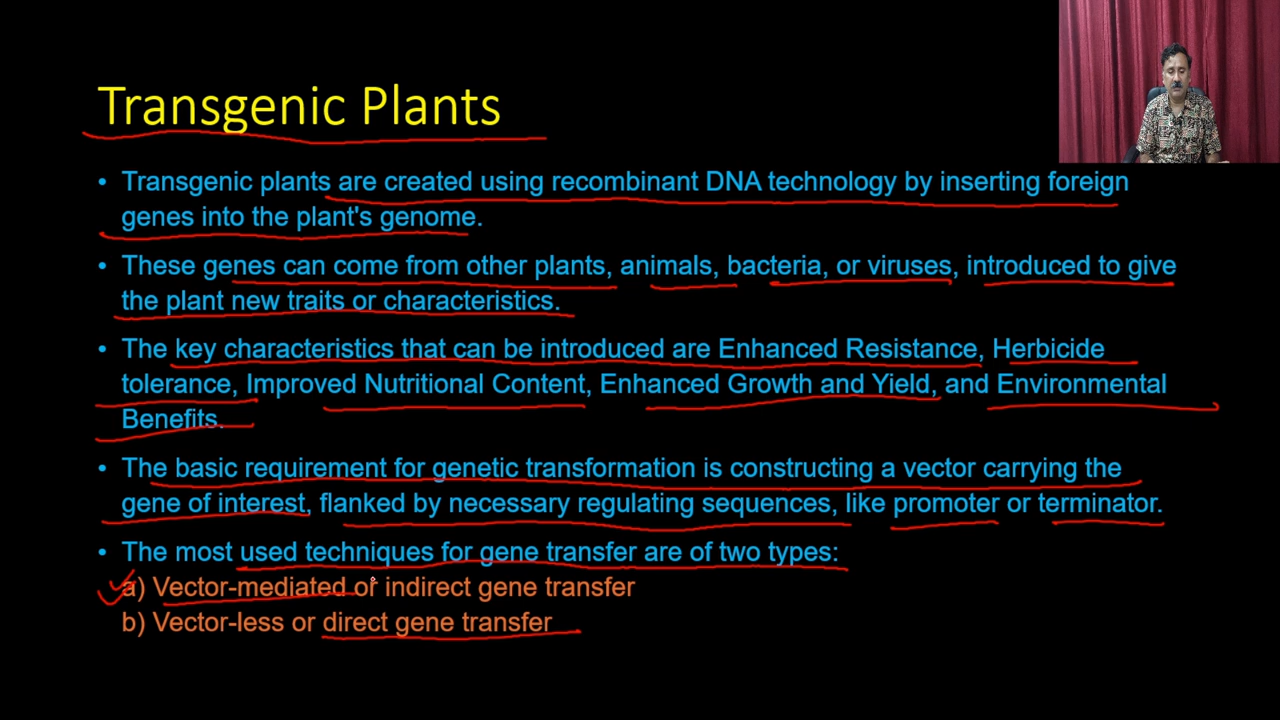 Transgenic Plants
• Transgenic plants are created using recombinant DNA technology by inserting foreign
genes into the plant's genome.
• These genes can come from other plants, animals, bacteria, or viruses, introduced to give
the plant new traits or characteristics.
• The key characteristics that can be introduced are Enhanced Resistance, Herbicide
tolerance, Improved Nutritional Content, Enhanced Growth and Yield, and Environmental
Benefits.
• The basic requirement for genetic transformation is constructing a vector carrying the
gene of interest, flanked by necessary regulating sequences, like promoter or terminator.
• The most used techniques for gene transfer are of two types:
a) Vector-mediated or indirect gene transfer
b) Vector-less or direct gene transfer